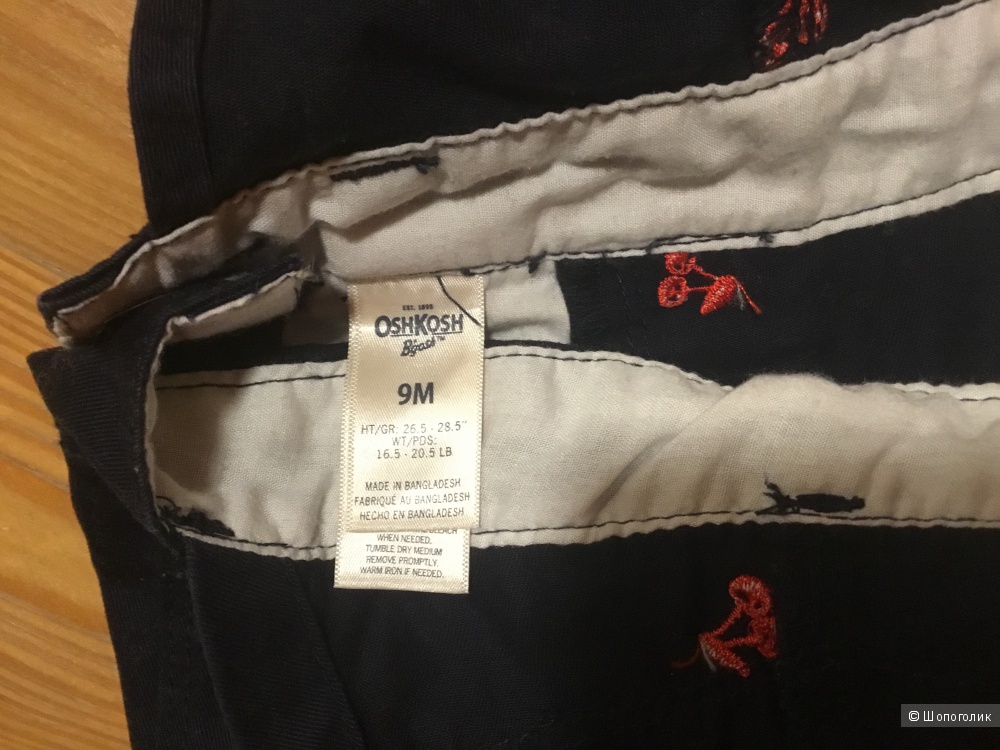 EST. 1895
OSHKOSH
B'gosh™
9M
HT/GR: 26.5 - 28.5"
WT/PDS:
16.5 - 20.5 LB
MADE IN BANGLADESH
FABRIQUÉ AU BANGLADESH
HECHO EN BANGLADESH
BLEACH
WHEN NEEDED.
TUMBLE DRY MEDIUM
REMOVE PROMPTLY.
WARM IRON IF NEEDED.
© Шопоголик